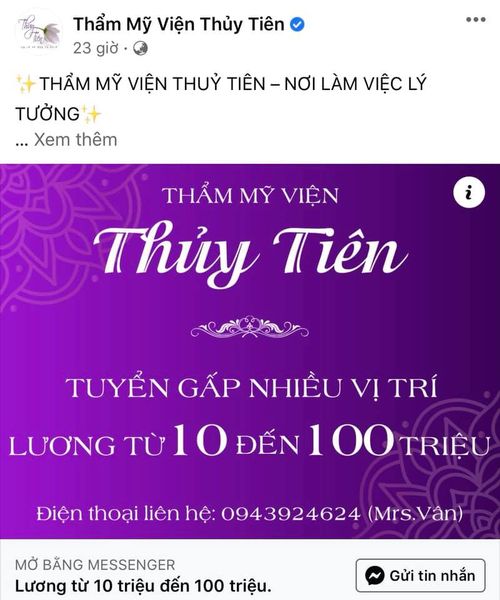 Thẩm Mỹ Viện Thủy Tiên
23 giờ ·
✨THẨM MỸ VIỆN THUỶ TIÊN – NƠI LÀM VIỆC LÝ
TƯỞNG✨
... Xem thêm
THẨM MỸ VIỆN
Thủy Tiên
TUYỂN GẤP NHIỀU VỊ TRÍ
LƯƠNG TỪ 10 ĐẾN 100 TRIỆU
Điện thoại liên hệ: 0943924624 (Mrs.Vân)
MỞ BẰNG MESSENGER
Lương từ 10 triệu đến 100 triệu.
Gửi tin nhắn